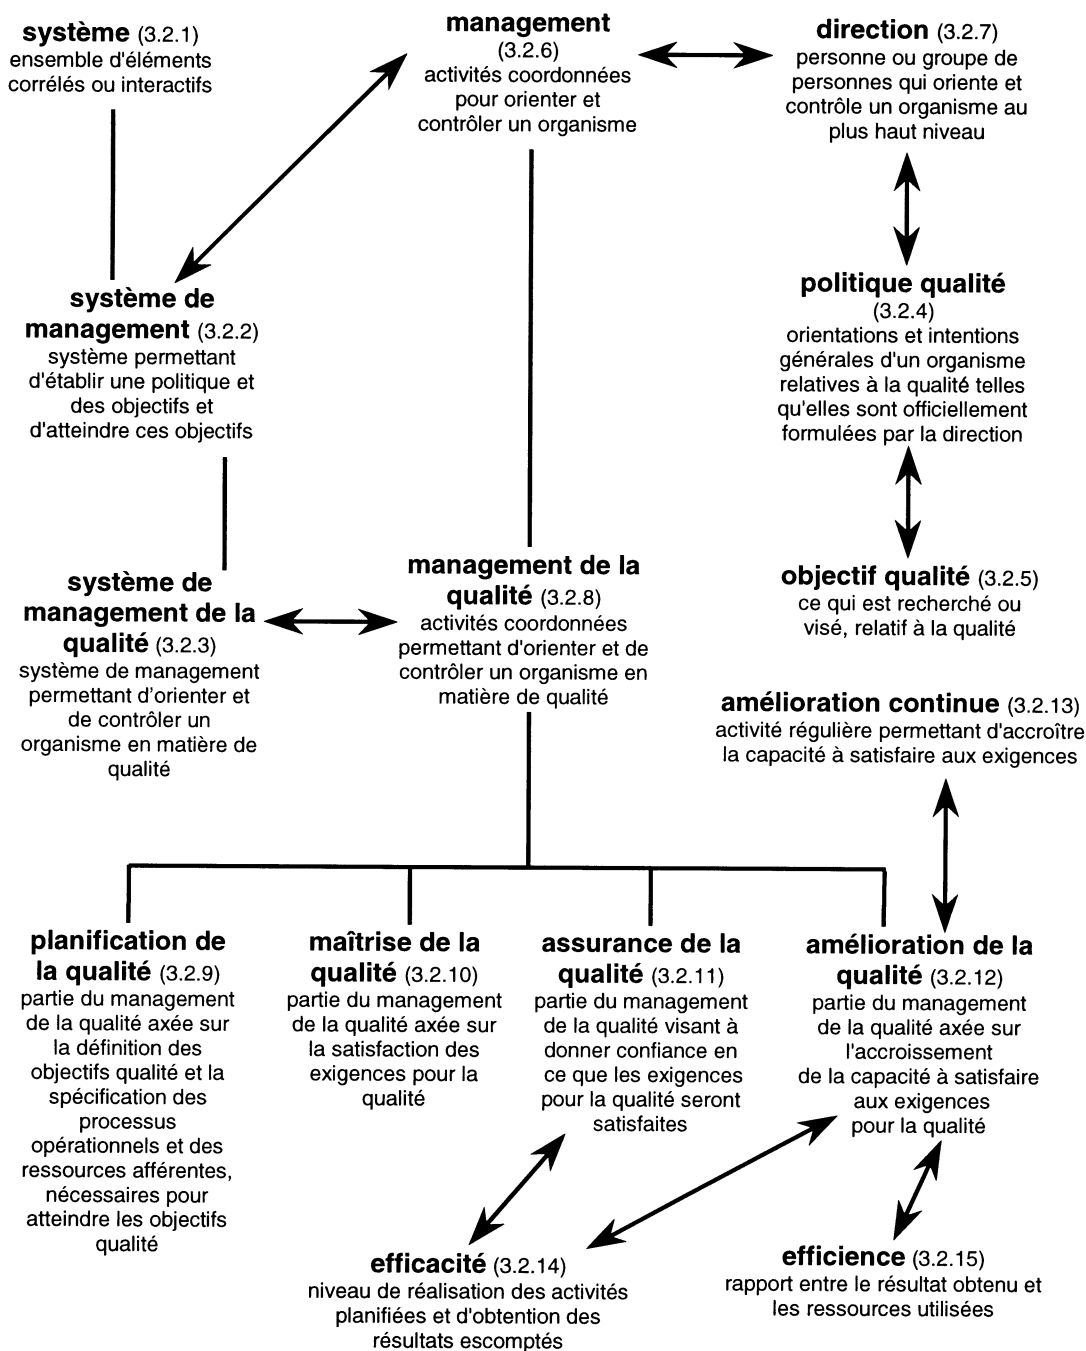 système (3.2.1)
ensemble d'éléments
corrélés ou interactifs
management
(3.2.6)
activités coordonnées
pour orienter et
contrôler un organisme
direction (3.2.7)
personne ou groupe de
personnes qui oriente et
contrôle un organisme au
plus haut niveau
système de
management (3.2.2)
système permettant
d'établir une politique et
des objectifs et
d'atteindre ces objectifs
politique qualité
(3.2.4)
orientations et intentions
générales d'un organisme
relatives à la qualité telles
qu'elles sont officiellement
formulées par la direction
système de
management de la
qualité (3.2.3)
système de management
permettant d'orienter et
de contrôler un
organisme en matière de
qualité
management de la
qualité (3.2.8)
activités coordonnées
permettant d'orienter et de
contrôler un organisme en
matière de qualité
objectif qualité (3.2.5)
ce qui est recherché ou
visé, relatif à la qualité
amélioration continue (3.2.13)
activité régulière permettant d'accroître
la capacité à satisfaire aux exigences
planification de
la qualité (3.2.9)
partie du management
de la qualité axée sur
la définition des
objectifs qualité et la
spécification des
processus
opérationnels et des
ressources afférentes,
nécessaires pour
atteindre les objectifs
qualité
maîtrise de la
qualité (3.2.10)
partie du management
de la qualité axée sur
la satisfaction des
exigences pour la
qualité
assurance de la
qualité (3.2.11)
partie du management
de la qualité visant à
donner confiance en
ce que les exigences
pour la qualité seront
satisfaites
amélioration de la
qualité (3.2.12)
partie du management
de la qualité axée sur
l'accroissement
de la capacité à satisfaire
aux exigences
pour la qualité
efficacité (3.2.14)
niveau de réalisation des activités
planifiées et d'obtention des
résultats escomptés
efficience (3.2.15)
rapport entre le résultat obtenu et
les ressources utilisées